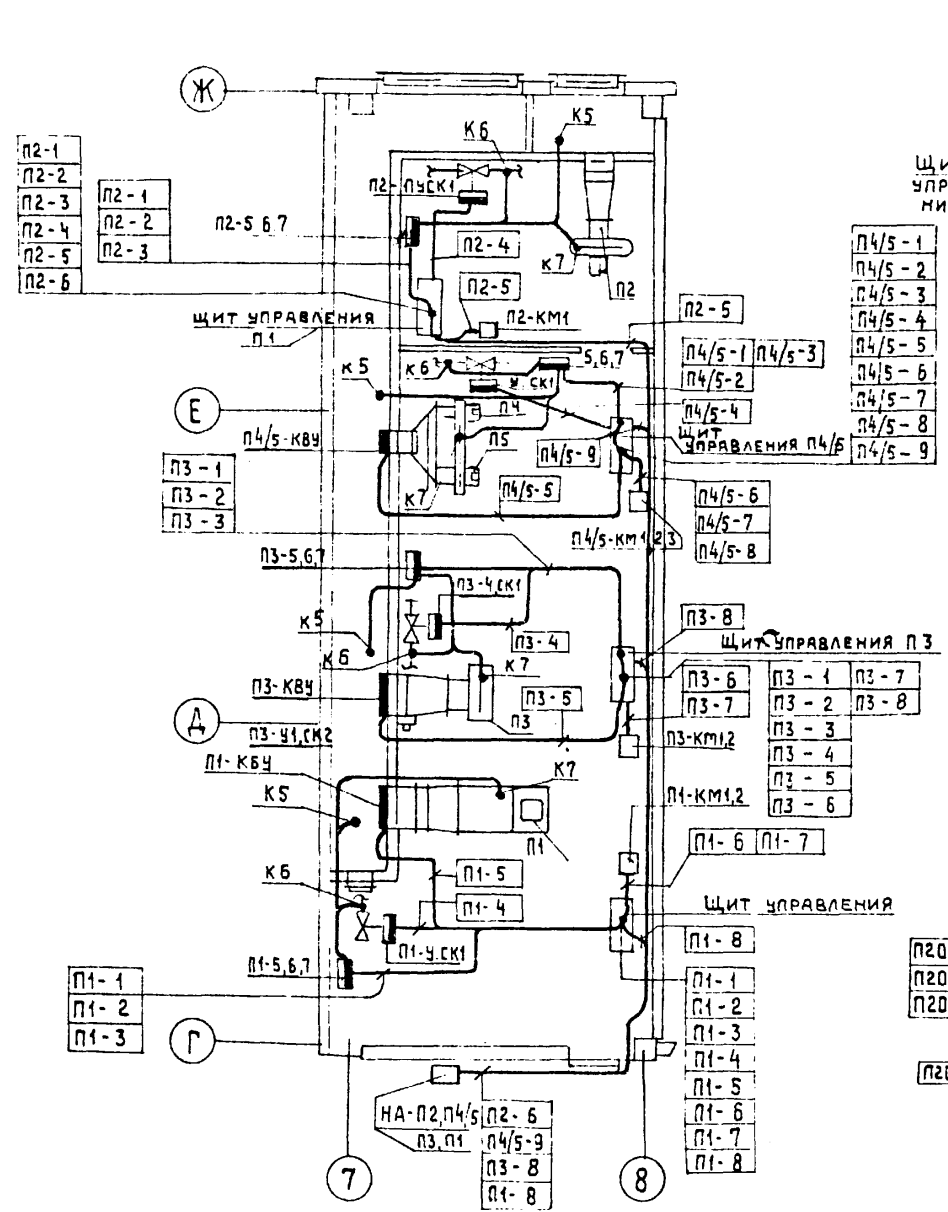 Ж
К5
К6
П2-1
П2-2
П2-3
П2-4
П2-5
П2-6
П2-1
П2-2
П2-3
П2-ПУСК1
П2-5,6,7
П2-4
К7
П2
П2-5
П2-КМ1
ЩИТ УПРАВЛЕНИЯ
П.1
П2-5
П4/5-1
П4/5-2
П4/5-3
П4/5-4
П4/5-5
П4/5-6
П4/5-7
П4/5-8
П4/5-9
К6
5,6,7
У.СК1
П4/5-1 П4/5-3
П4/5-2
К5
Е
П4
П4/5-4
П4/5-КВУ
П5
П4/5-9
ЩИТ
УПРАВЛЕНИЯ П4/5
К7
П4/5-5
П3-1
П3-2
П3-3
П4/5-6
П4/5-7
П4/5-8
П4/5-КМ1,2,3
П3-5,6,7
П3-4,СК1
К5
П3-4
К6
К7
П3-8
ЩИТ УПРАВЛЕНИЯ П3
П3-КВУ
П3-5
П3
П3-6
П3-7
П3-1 П3-7
П3-2 П3-8
П3-3
П3-4
П3-5
П3-6
Д
П3-У1,СК2
П3-КМ1,2
П1-КВУ
К7
К5
П1
П1-КМ1,2
П1-6 П1-7
К6
П1-5
П1-4
ЩИТ УПРАВЛЕНИЯ
П1-У.СК1
П1-5,6,7
П1-8
П1-1
П1-2
П1-3
П1-1
П1-2
П1-3
П1-4
П1-5
П1-6
П1-7
П1-8
Г
НА-П2,П4/5
П3,П1
П2-6
П4/5-9
П3-8
П1-8
7
8